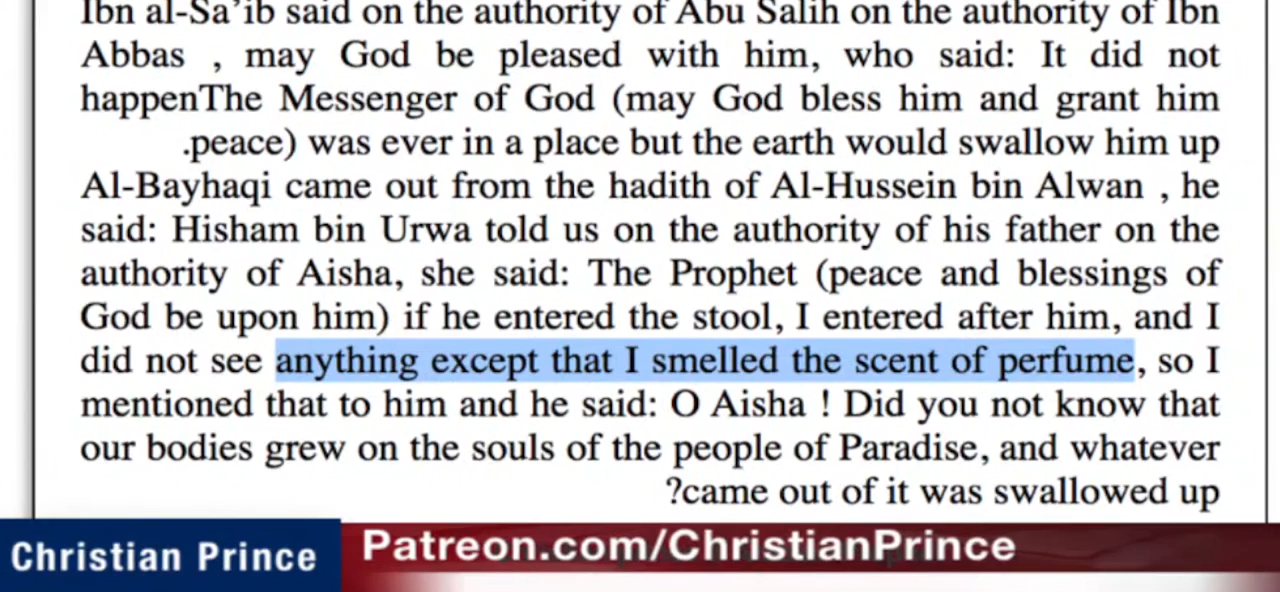 Ibn al-Sa'ib said on the authority of Abu Salih on the authority of Ibn
Abbas , may God be pleased with him, who said: It did not
happenThe Messenger of God (may God bless him and grant him
.peace) was ever in a place but the earth would swallow him up
Al-Bayhaqi came out from the hadith of Al-Hussein bin Alwan , he
said: Hisham bin Urwa told us on the authority of his father on the
authority of Aisha, she said: The Prophet (peace and blessings of
God be upon him) if he entered the stool, I entered after him, and I
did not see anything except that I smelled the scent of perfume, so I
mentioned that to him and he said: O Aisha ! Did you not know that
our bodies grew on the souls of the people of Paradise, and whatever
?came out of it was swallowed up
Christian Prince
Patreon.com/ChristianPrince